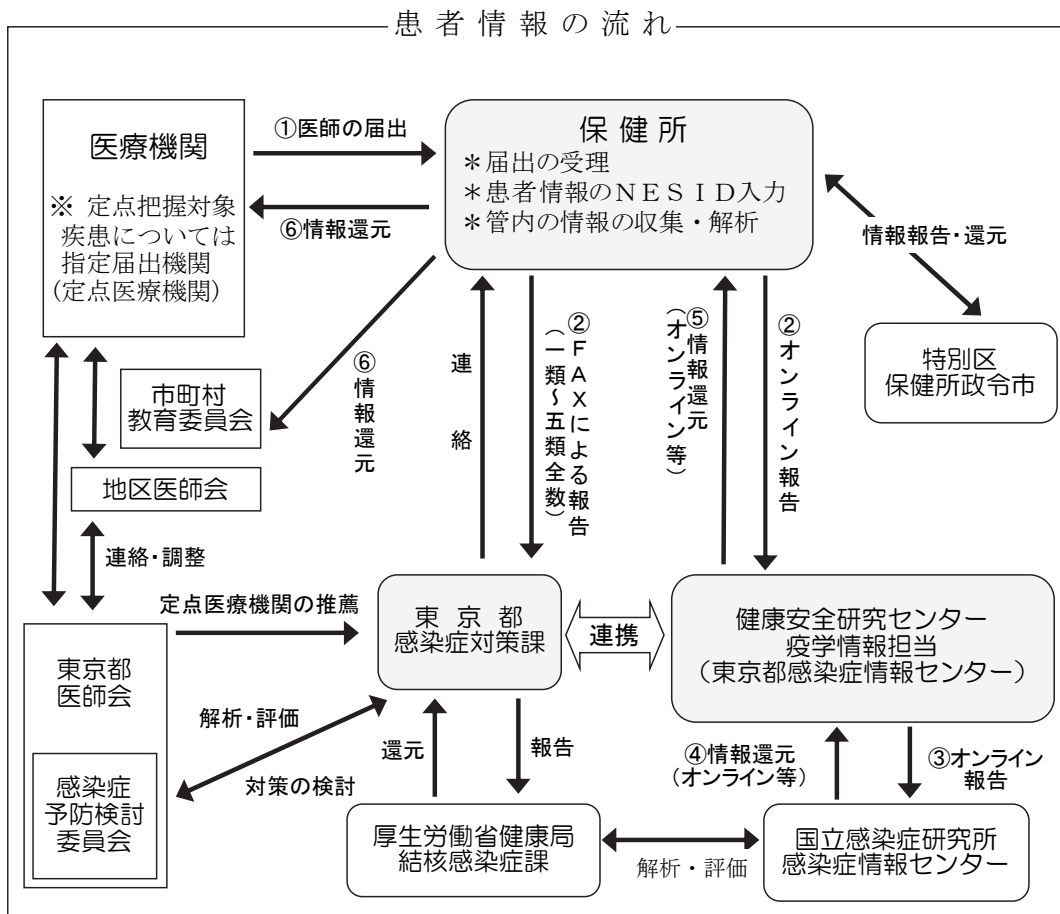 患者情報の流れ
医療機関
※ 定点把握対象
疾患については
指定届出機関
(定点医療機関)
①医師の届出
⑥情報還元
保健所
＊届出の受理
＊患者情報のＮＥＳＩＤ入力
＊管内の情報の収集・解析
情報報告・還元
特別区
保健所政令市
市町村
教育委員会
⑥情報還元
連絡
②ＦＡＸによる報告
(一類～五類全数)
⑤情報還元
(オンライン等)
②オンライン報告
地区医師会
連絡・調整
定点医療機関の推薦
東京都
医師会
感染症
予防検討
委員会
解析・評価
対策の検討
東京都
感染症対策課
連携
健康安全研究センター
疫学情報担当
(東京都感染症情報センター)
還元
報告
④情報還元
(オンライン等)
③オンライン
報告
厚生労働省健康局
結核感染症課
解析・評価
国立感染症研究所
感染症情報センター